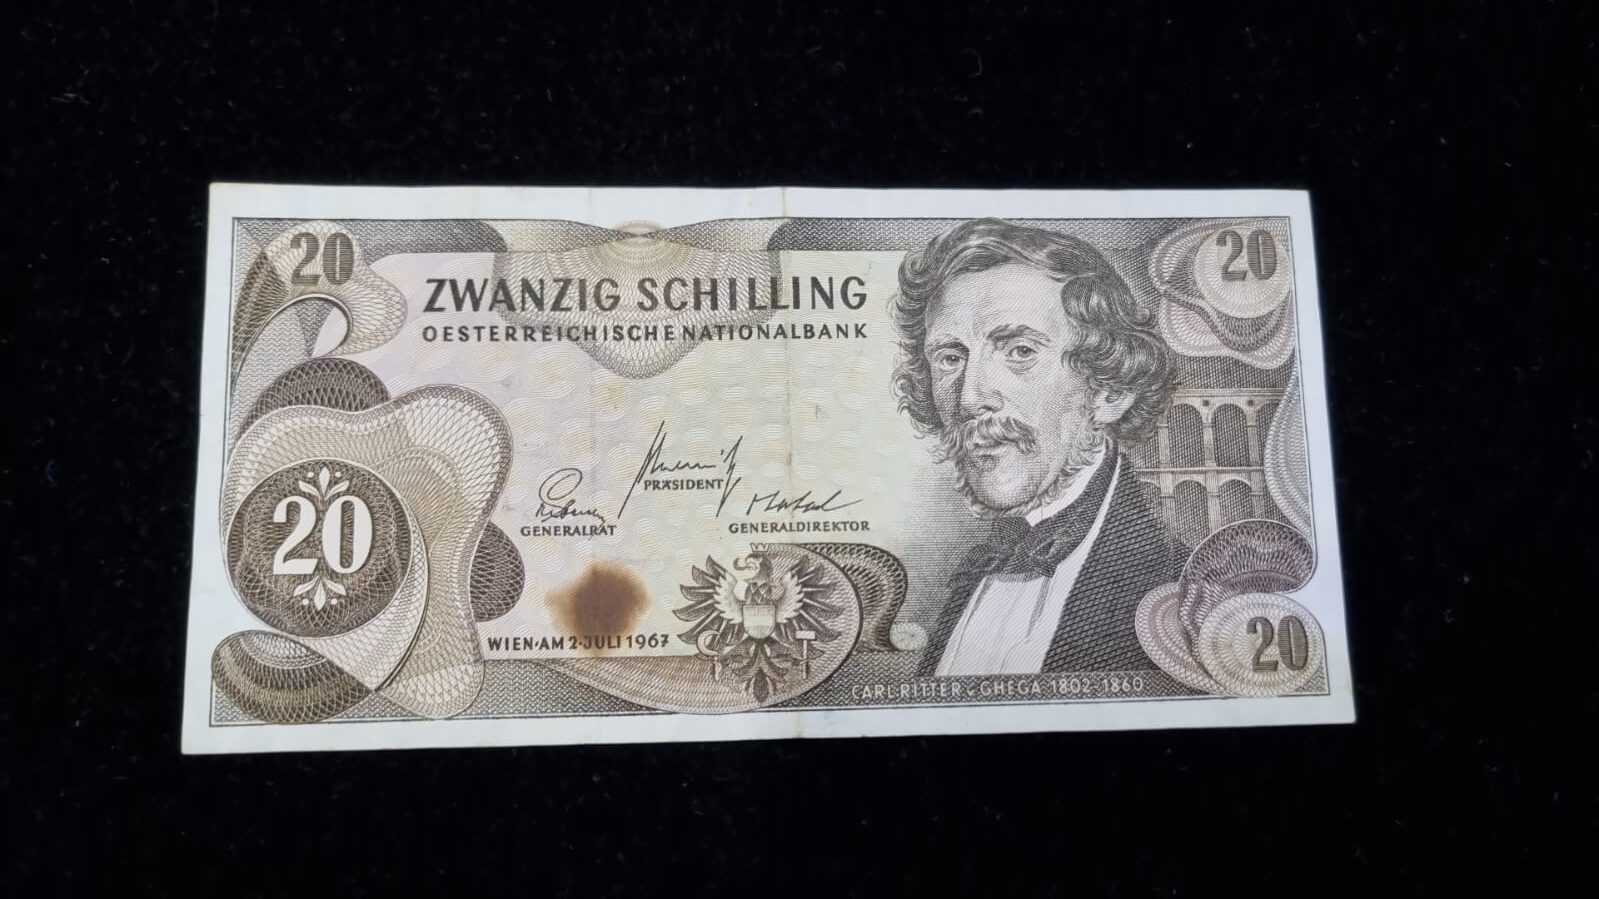 20
20
ZWANZIG SCHILLING
OESTERREICHISCHE NATIONALBANK
PRÄSIDENT
GENERALRAT
GENERALDIREKTOR
20
WIEN·AM 2·JULI 1967
20
CARL RITTER v. GHEGA 1802-1860